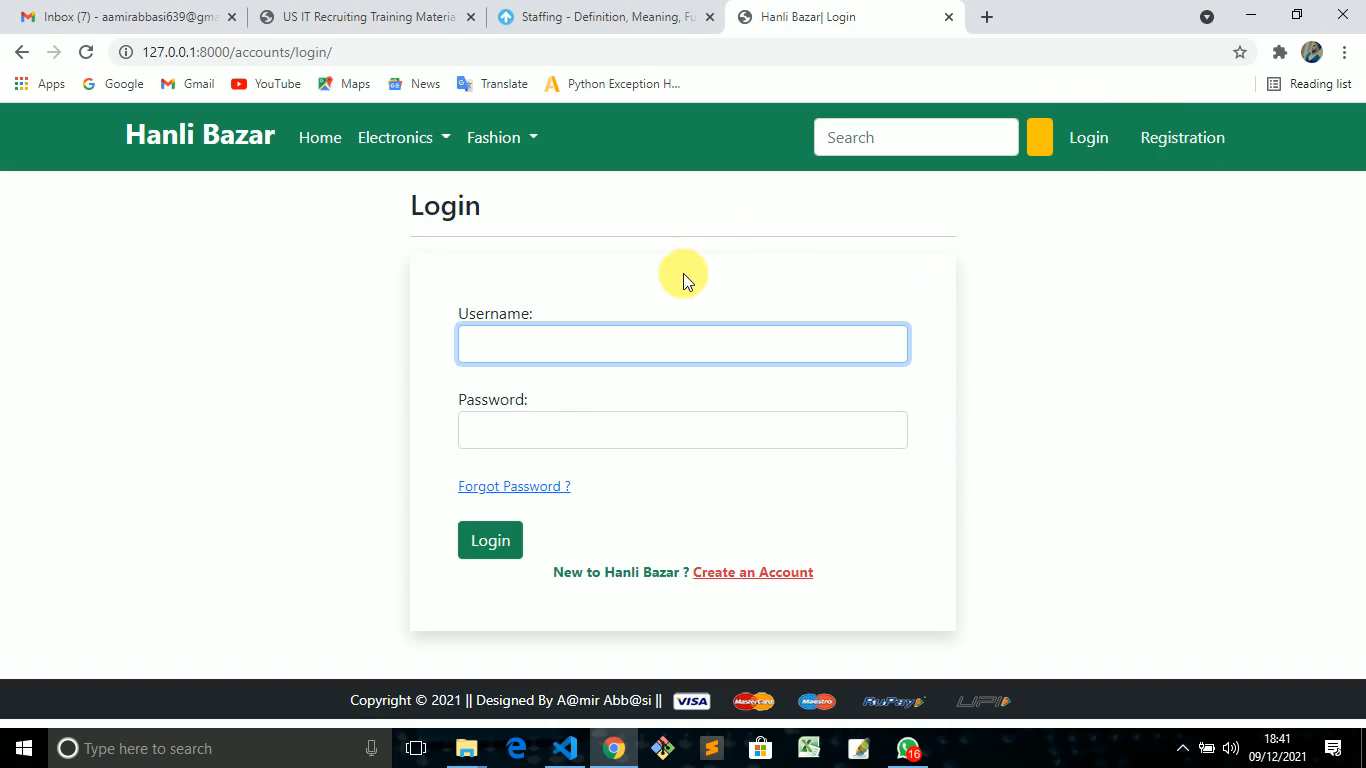 Inbox (7) - aamirabbasi639@gma
US IT Recruiting Training Materia
Staffing - Definition, Meaning, Fu
Hanli Bazar| Login
127.0.0.1:8000/accounts/login/
Apps Google Gmail YouTube Maps News Translate Python Exception H... Reading list
Hanli Bazar Home Electronics Fashion Search Login Registration
Login
Username:
Password:
Forgot Password ?
Login
New to Hanli Bazar ? Create an Account
Copyright © 2021 || Designed By A@mir Abb@si || VISA MasterCard Maestro RuPay UPI
Type here to search
16
18:41
09/12/2021